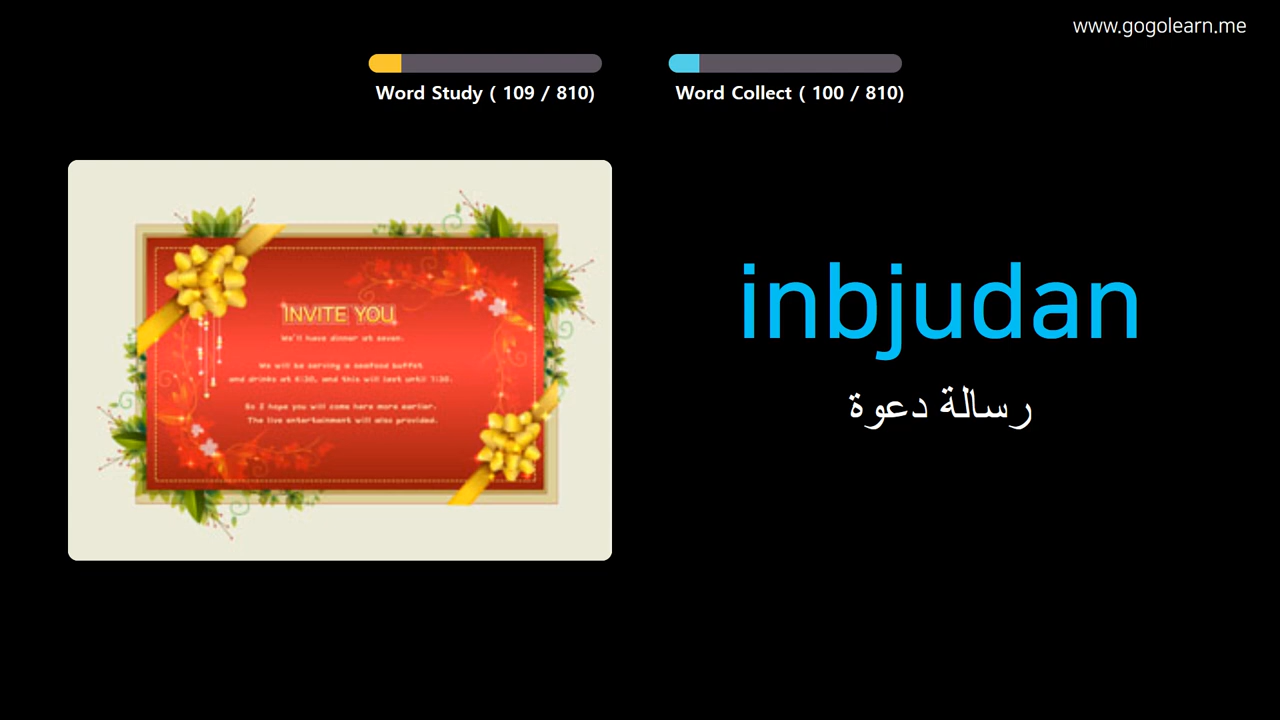 www.gogolearn.me
Word Study ( 109 / 810)
Word Collect ( 100 / 810)
INVITE YOU
We'll have dinner at seven.
We will be serving a seafood buffet
and drinks at 6:30, and this will last until 7:30.
So I hope you will come here more earlier.
The live entertainment will also provided.
inbjudan
رسالة دعوة